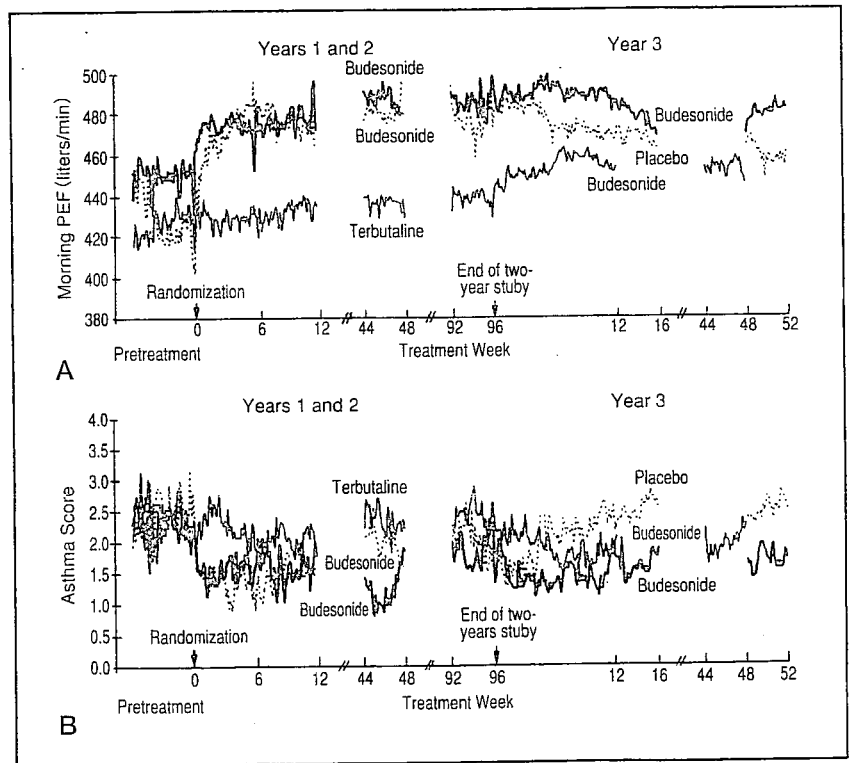 Years 1 and 2
Year 3
Morning PEF (liters/min)
500
480
460
440
420
400
380
Budesonide
Budesonide
Terbutaline
Budesonide
Placebo
Budesonide
Randomization
End of two-
year stuby
0
6
12
44
48
92
96
12
16
44
48
52
Pretreatment
Treatment Week
A
Years 1 and 2
Year 3
Asthma Score
4.0
3.5
3.0
2.5
2.0
1.5
1.0
0.5
0.0
Terbutaline
Budesonide
Budesonide
Placebo
Budesonide
Budesonide
Randomization
End of two-
years stuby
0
6
12
44
48
92
96
12
16
44
48
52
Pretreatment
Treatment Week
B